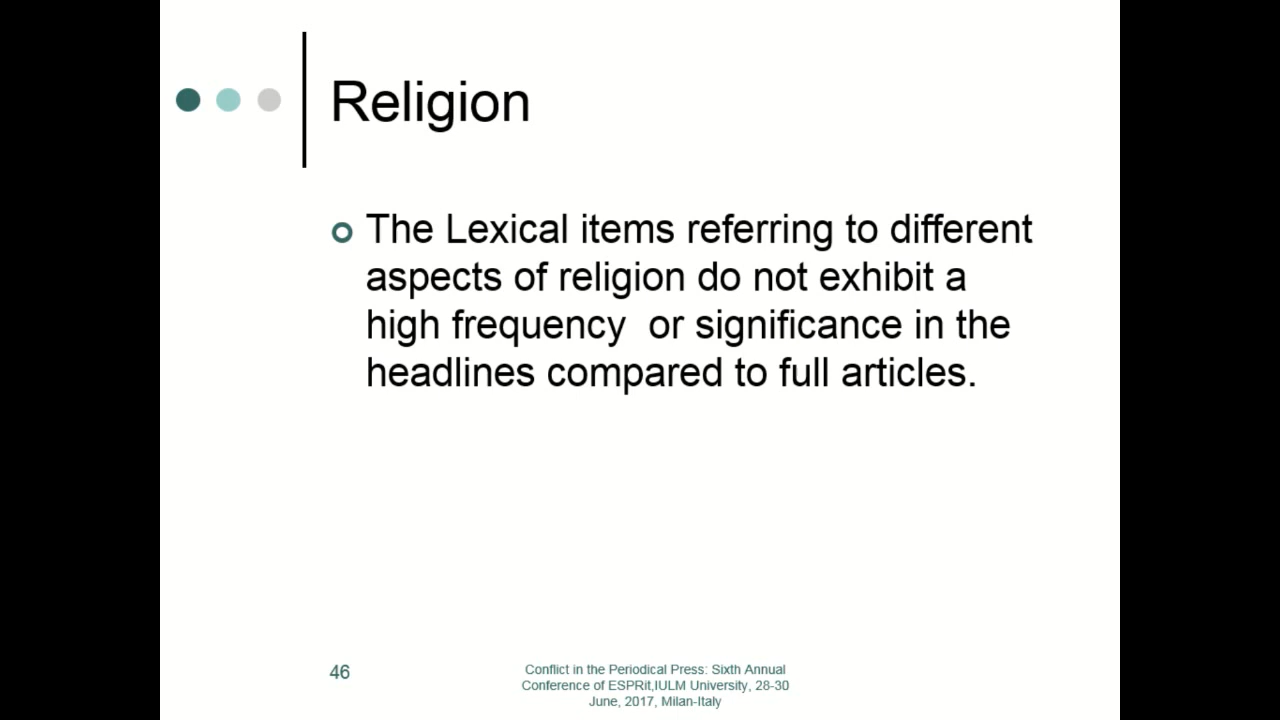 Religion
The Lexical items referring to different
aspects of religion do not exhibit a
high frequency  or significance in the
headlines compared to full articles.
46
Conflict in the Periodical Press: Sixth Annual
Conference of ESPRit,IULM University, 28-30
June, 2017, Milan-Italy